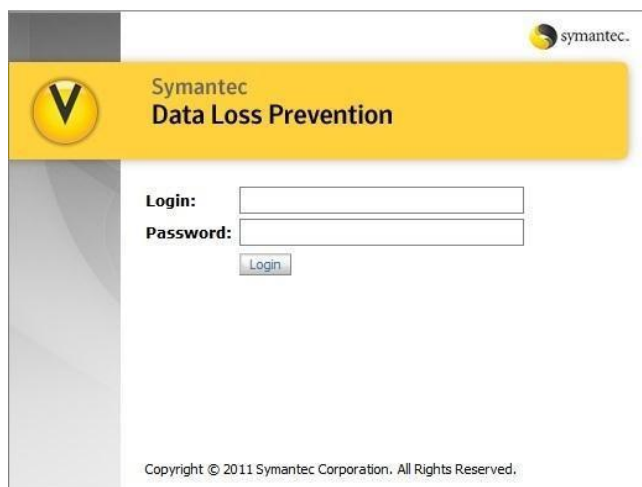 symantec.
Symantec
Data Loss Prevention
Login:
Password:
Login
Copyright © 2011 Symantec Corporation. All Rights Reserved.